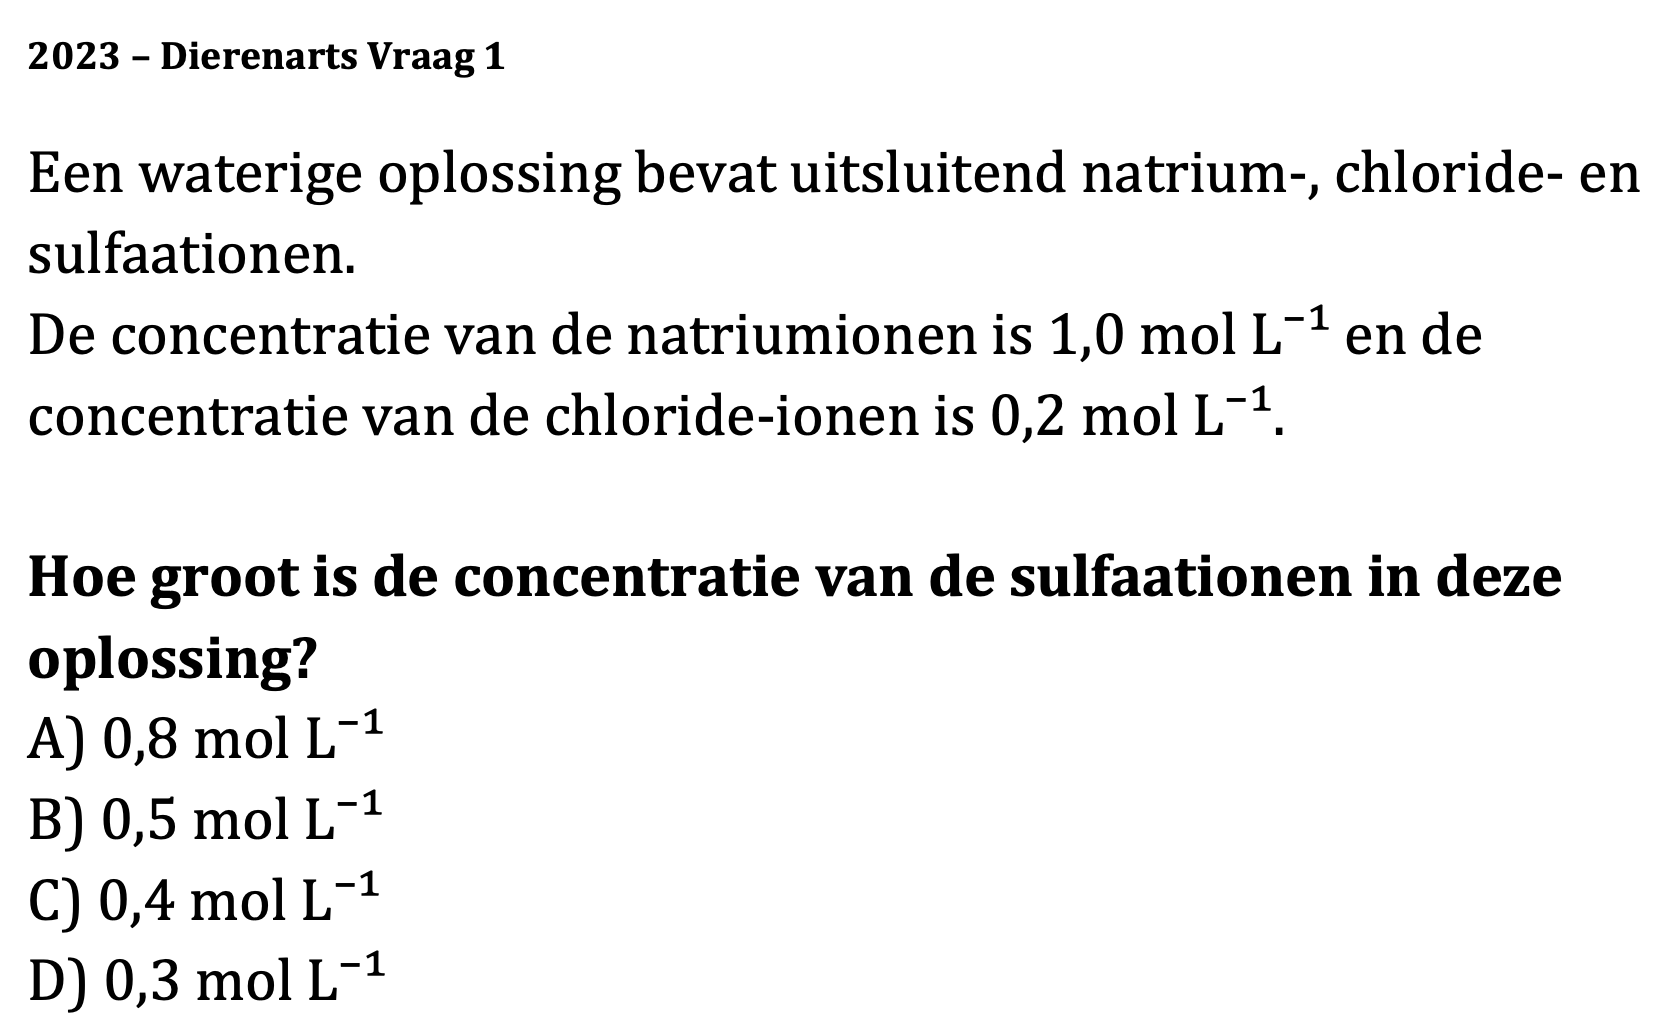 2023 – Dierenarts Vraag 1
Een waterige oplossing bevat uitsluitend natrium-, chloride- en
sulfaationen.
De concentratie van de natriumionen is 1,0 mol L⁻¹ en de
concentratie van de chloride-ionen is 0,2 mol L⁻¹.
Hoe groot is de concentratie van de sulfaationen in deze
oplossing?
A) 0,8 mol L⁻¹
B) 0,5 mol L⁻¹
C) 0,4 mol L⁻¹
D) 0,3 mol L⁻¹